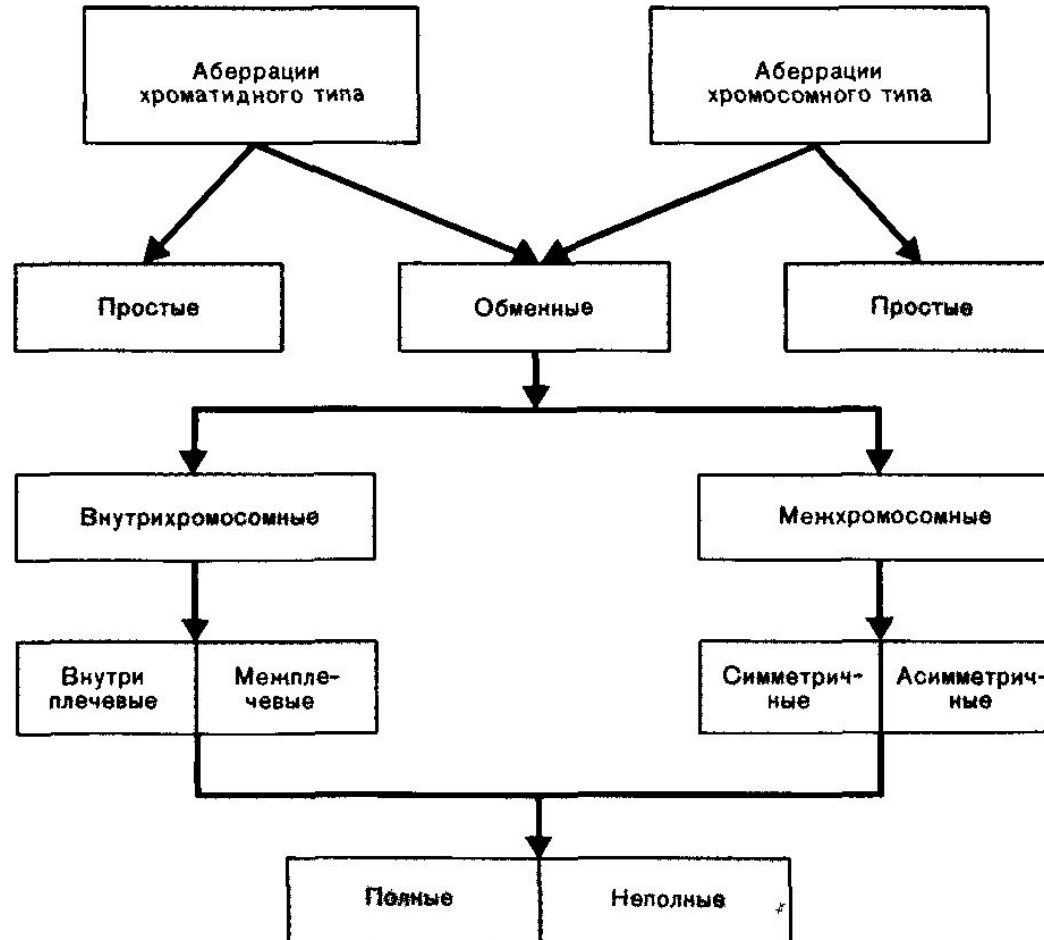 Аберрации
хроматидного типа
Аберрации
хромосомного типа
Простые
Обменные
Простые
Внутрихромосомные
Межхромосомные
Внутри
плечевые
Межпле-
чевые
Симметрич-
ные
Асимметрич-
ные
Полные
Неполные